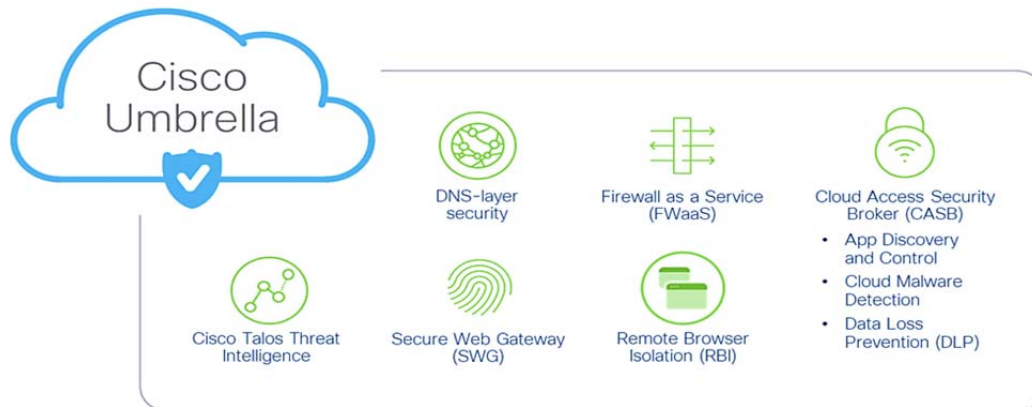 Cisco
Umbrella
DNS-layer
security
Firewall as a Service
(FWaaS)
Cloud Access Security
Broker (CASB)
• App Discovery
and Control
• Cloud Malware
Detection
• Data Loss
Prevention (DLP)
Cisco Talos Threat
Intelligence
Secure Web Gateway
(SWG)
Remote Browser
Isolation (RBI)